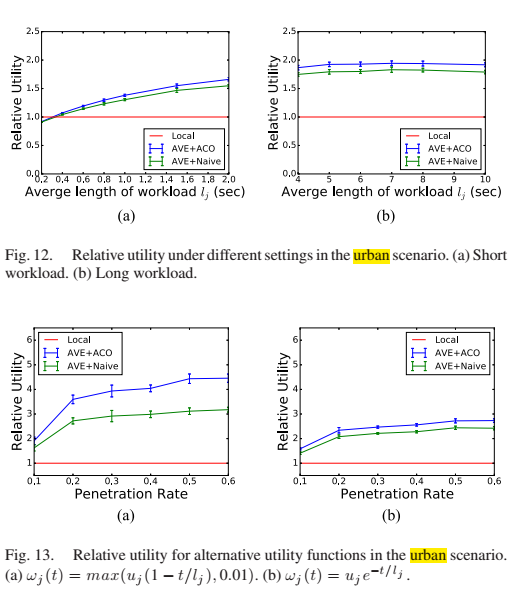 2.5
2.0
1.5
1.0
0.5
0.0
Relative Utility
Local
AVE+ACO
AVE+Naive
0.2 0.4 0.6 0.8 1.0 1.2 1.4 1.6 1.8 2.0
Averge length of workload l_j (sec)
(a)
2.5
2.0
1.5
1.0
0.5
0.0
Relative Utility
Local
AVE+ACO
AVE+Naive
4 5 6 7 8 9 10
Averge length of workload l_j (sec)
(b)
Fig. 12. Relative utility under different settings in the urban scenario. (a) Short
workload. (b) Long workload.
6
5
4
3
2
1
Relative Utility
Local
AVE+ACO
AVE+Naive
0.1 0.2 0.3 0.4 0.5 0.6
Penetration Rate
(a)
6
5
4
3
2
1
Relative Utility
Local
AVE+ACO
AVE+Naive
0.1 0.2 0.3 0.4 0.5 0.6
Penetration Rate
(b)
Fig. 13. Relative utility for alternative utility functions in the urban scenario.
(a) ω_j(t) = max(u_j(1 − t/l_j), 0.01). (b) ω_j(t) = u_j e^{−t/l_j}.